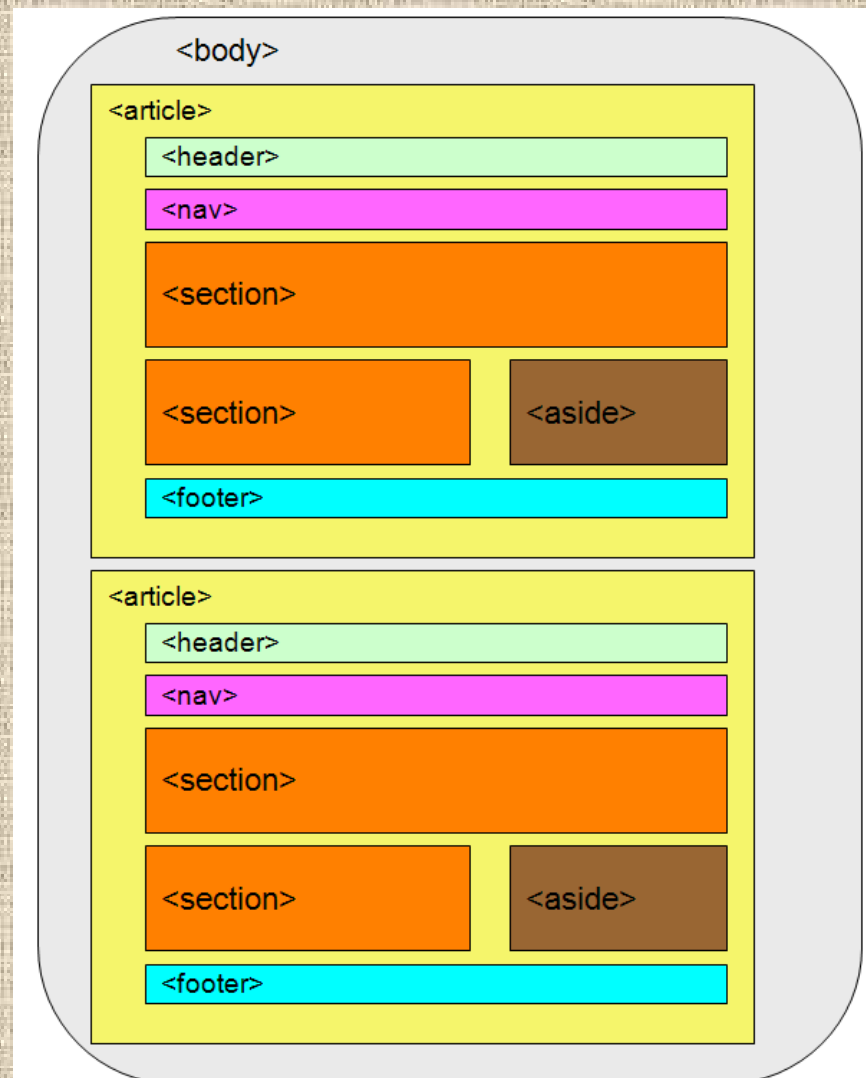 <body>
<article>
<header>
<nav>
<section>
<section> <aside>
<footer>
<article>
<header>
<nav>
<section>
<section> <aside>
<footer>